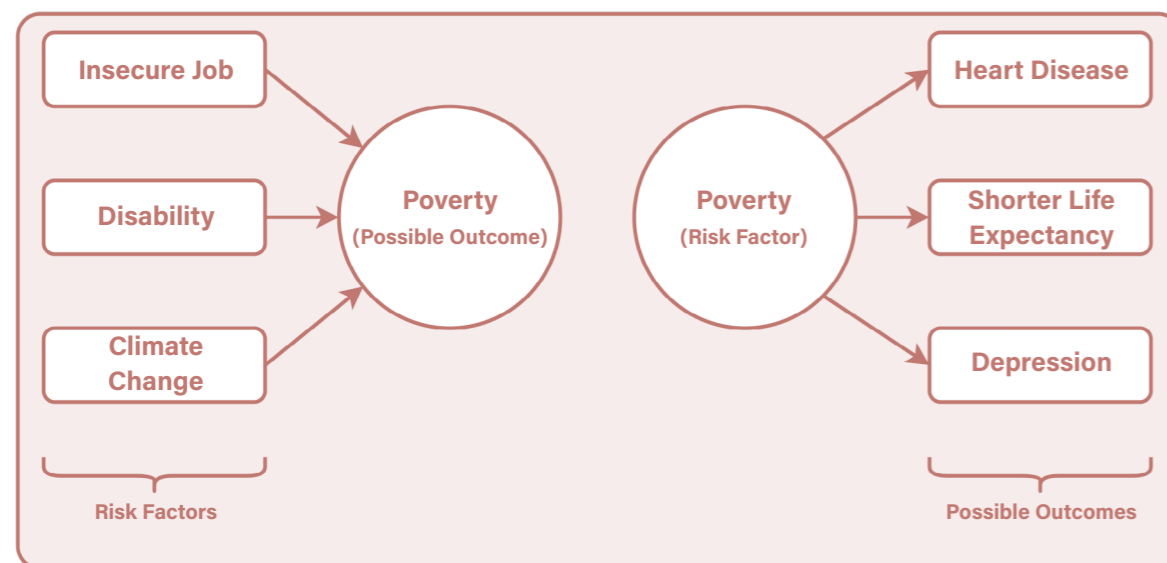 Insecure Job
Disability
Climate
Change
Risk Factors
Poverty
(Possible Outcome)
Poverty
(Risk Factor)
Heart Disease
Shorter Life
Expectancy
Depression
Possible Outcomes